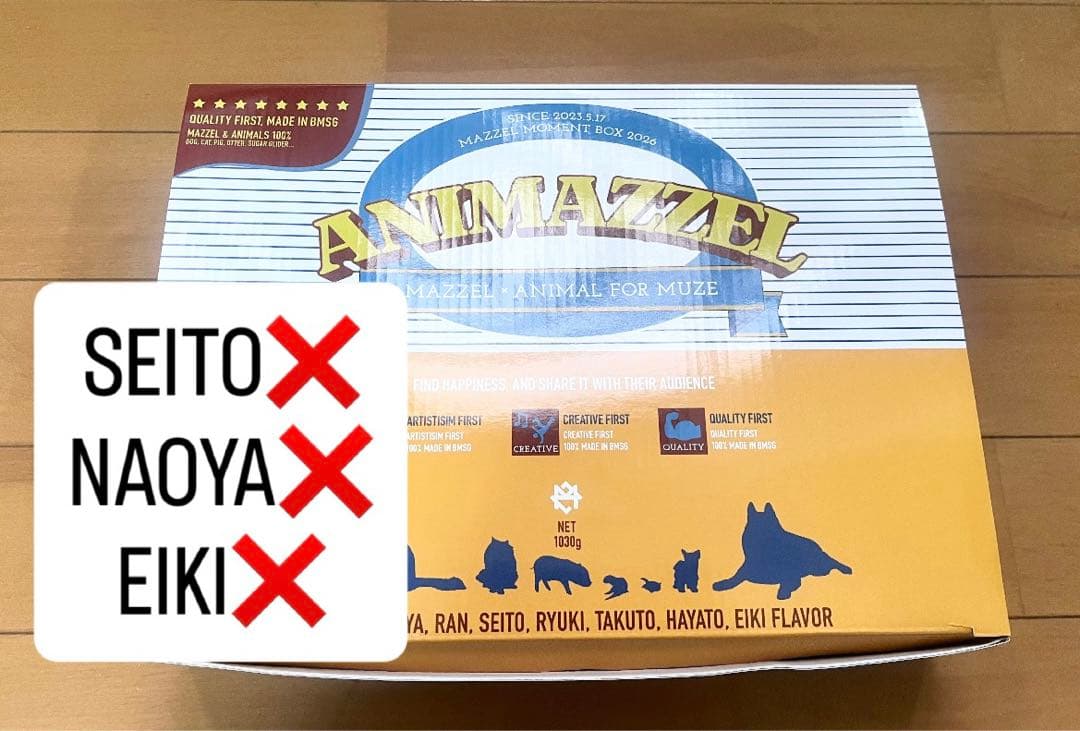 ★★★★★★★★
QUALITY FIRST, MADE IN BMSG
MAZZEL & ANIMALS 100%
DOG, CAT, PIG, OTTER, SUGAR GLIDER...
SINCE 2023.5.17
MAZZEL MOMENT BOX 2026
ANIMAZZEL
MAZZEL × ANIMAL FOR MUZE
SEITO❌
NAOYA❌
EIKI❌
FIND HAPPINESS, AND SHARE IT WITH THEIR AUDIENCE
ARTISTISIM FIRST
ARTISTISIM FIRST
100% MADE IN BMSG
CREATIVE
CREATIVE FIRST
CREATIVE FIRST
100% MADE IN BMSG
QUALITY
QUALITY FIRST
QUALITY FIRST
100% MADE IN BMSG
NET
1030g
YA, RAN, SEITO, RYUKI, TAKUTO, HAYATO, EIKI FLAVOR